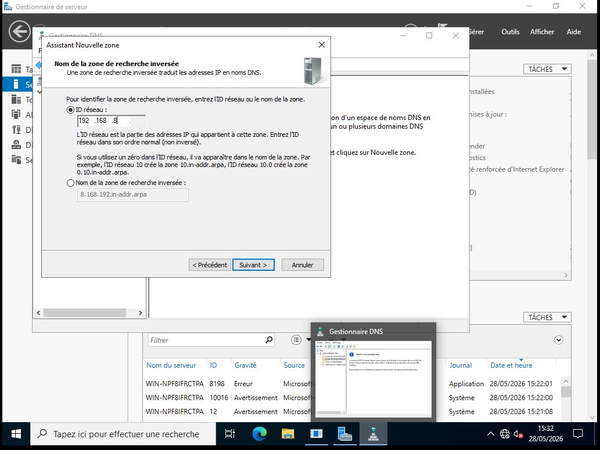 Gestionnaire de serveur
Gestionnaire DNS
Gérer
Outils
Afficher
Aide
Assistant Nouvelle zone
Nom de la zone de recherche inversée
Une zone de recherche inversée traduit les adresses IP en noms DNS.
TÂCHES
Pour identifier la zone de recherche inversée, entrez l'ID réseau ou le nom de la zone.
ID réseau :
192 .168 .8 .
L'ID réseau est la partie des adresses IP qui appartient à cette zone. Entrez l'ID
réseau dans son ordre normal (non inversé).
Si vous utilisez un zéro dans l'ID réseau, il va apparaître dans le nom de la zone. Par
exemple, l'ID réseau 10 crée la zone 10.in-addr.arpa, l'ID réseau 10.0 crée la zone
0.10.in-addr.arpa.
Nom de la zone de recherche inversée :
8.168.192.in-addr.arpa
< Précédent
Suivant >
Annuler
tion d'un espace de noms DNS
un ou plusieurs domaines DNS
et cliquez sur Nouvelle zone.
installées
mises à jour :
nder
nostics
té renforcée d'Internet Explorer
TÂCHES
Filtrer
Gestionnaire DNS
Nom du serveur
ID
Gravité
Source
Journal
Date et heure
WIN-NPF8IFRCTPA 8198 Erreur Microsoft Application 28/05/2026 15:22:01
WIN-NPF8IFRCTPA 10016 Avertissement Microsoft Système 28/05/2026 15:22:00
WIN-NPF8IFRCTPA 12 Avertissement Microsoft Système 28/05/2026 15:21:08
Tapez ici pour effectuer une recherche
15:32
28/05/2026